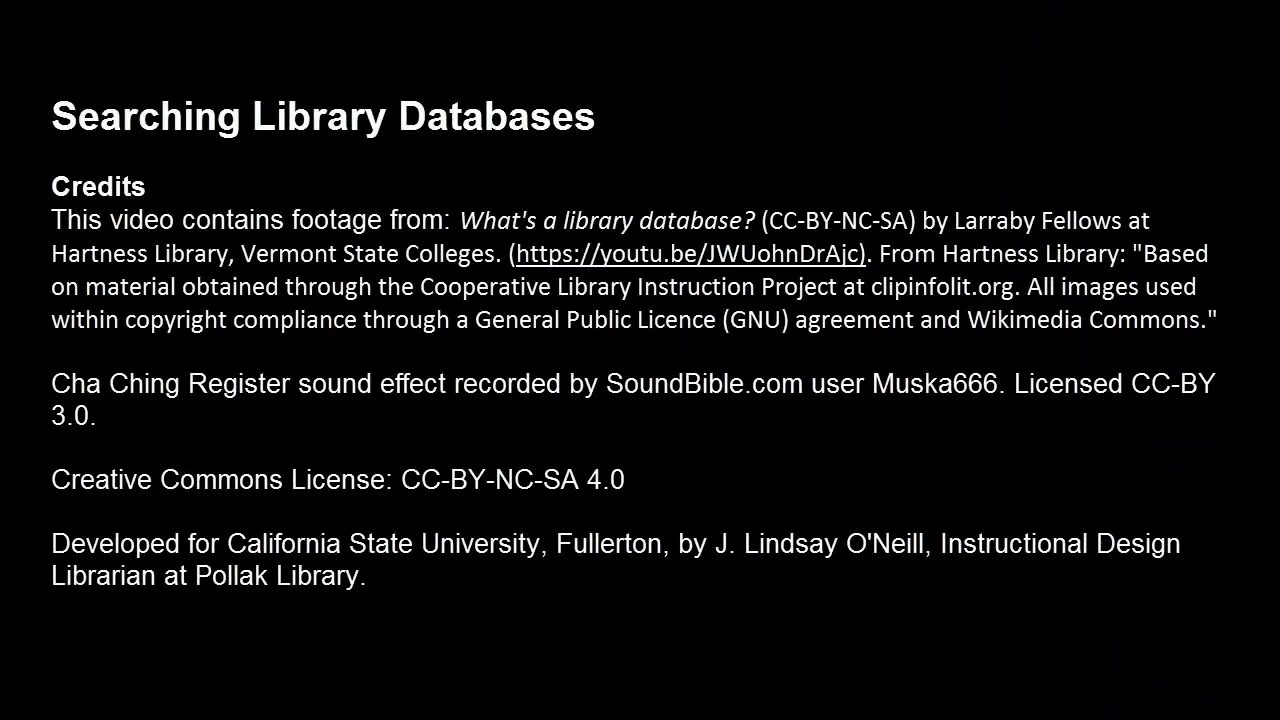 Searching Library Databases
Credits
This video contains footage from: What's a library database? (CC-BY-NC-SA) by Larraby Fellows at
Hartness Library, Vermont State Colleges. (https://youtu.be/JWUohnDrAjc). From Hartness Library: "Based
on material obtained through the Cooperative Library Instruction Project at clipinfolit.org. All images used
within copyright compliance through a General Public Licence (GNU) agreement and Wikimedia Commons."
Cha Ching Register sound effect recorded by SoundBible.com user Muska666. Licensed CC-BY
3.0.
Creative Commons License: CC-BY-NC-SA 4.0
Developed for California State University, Fullerton, by J. Lindsay O'Neill, Instructional Design
Librarian at Pollak Library.